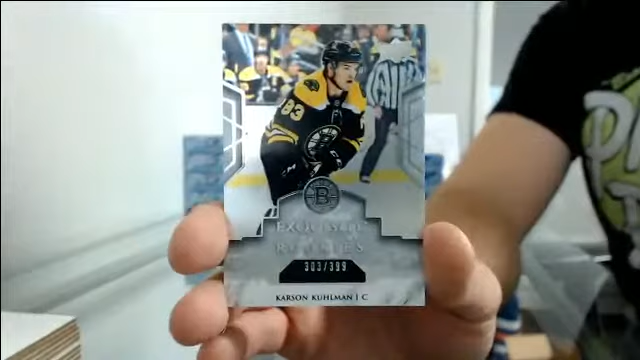 83
B
EXQUISITE
ROOKIES
303/399
KARSON KUHLMAN | C